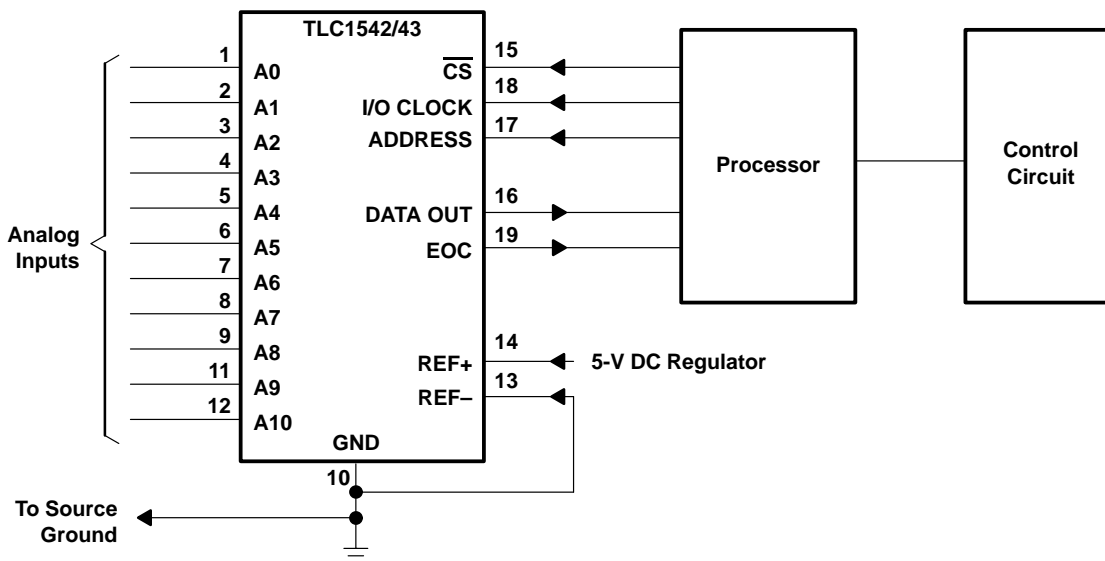 TLC1542/43
Analog
Inputs
1
A0
2
A1
3
A2
4
A3
5
A4
6
A5
7
A6
8
A7
9
A8
11
A9
12
A10
15
CS
18
I/O CLOCK
17
ADDRESS
16
DATA OUT
19
EOC
14
REF+
5-V DC Regulator
13
REF–
GND
10
To Source
Ground
Processor
Control
Circuit